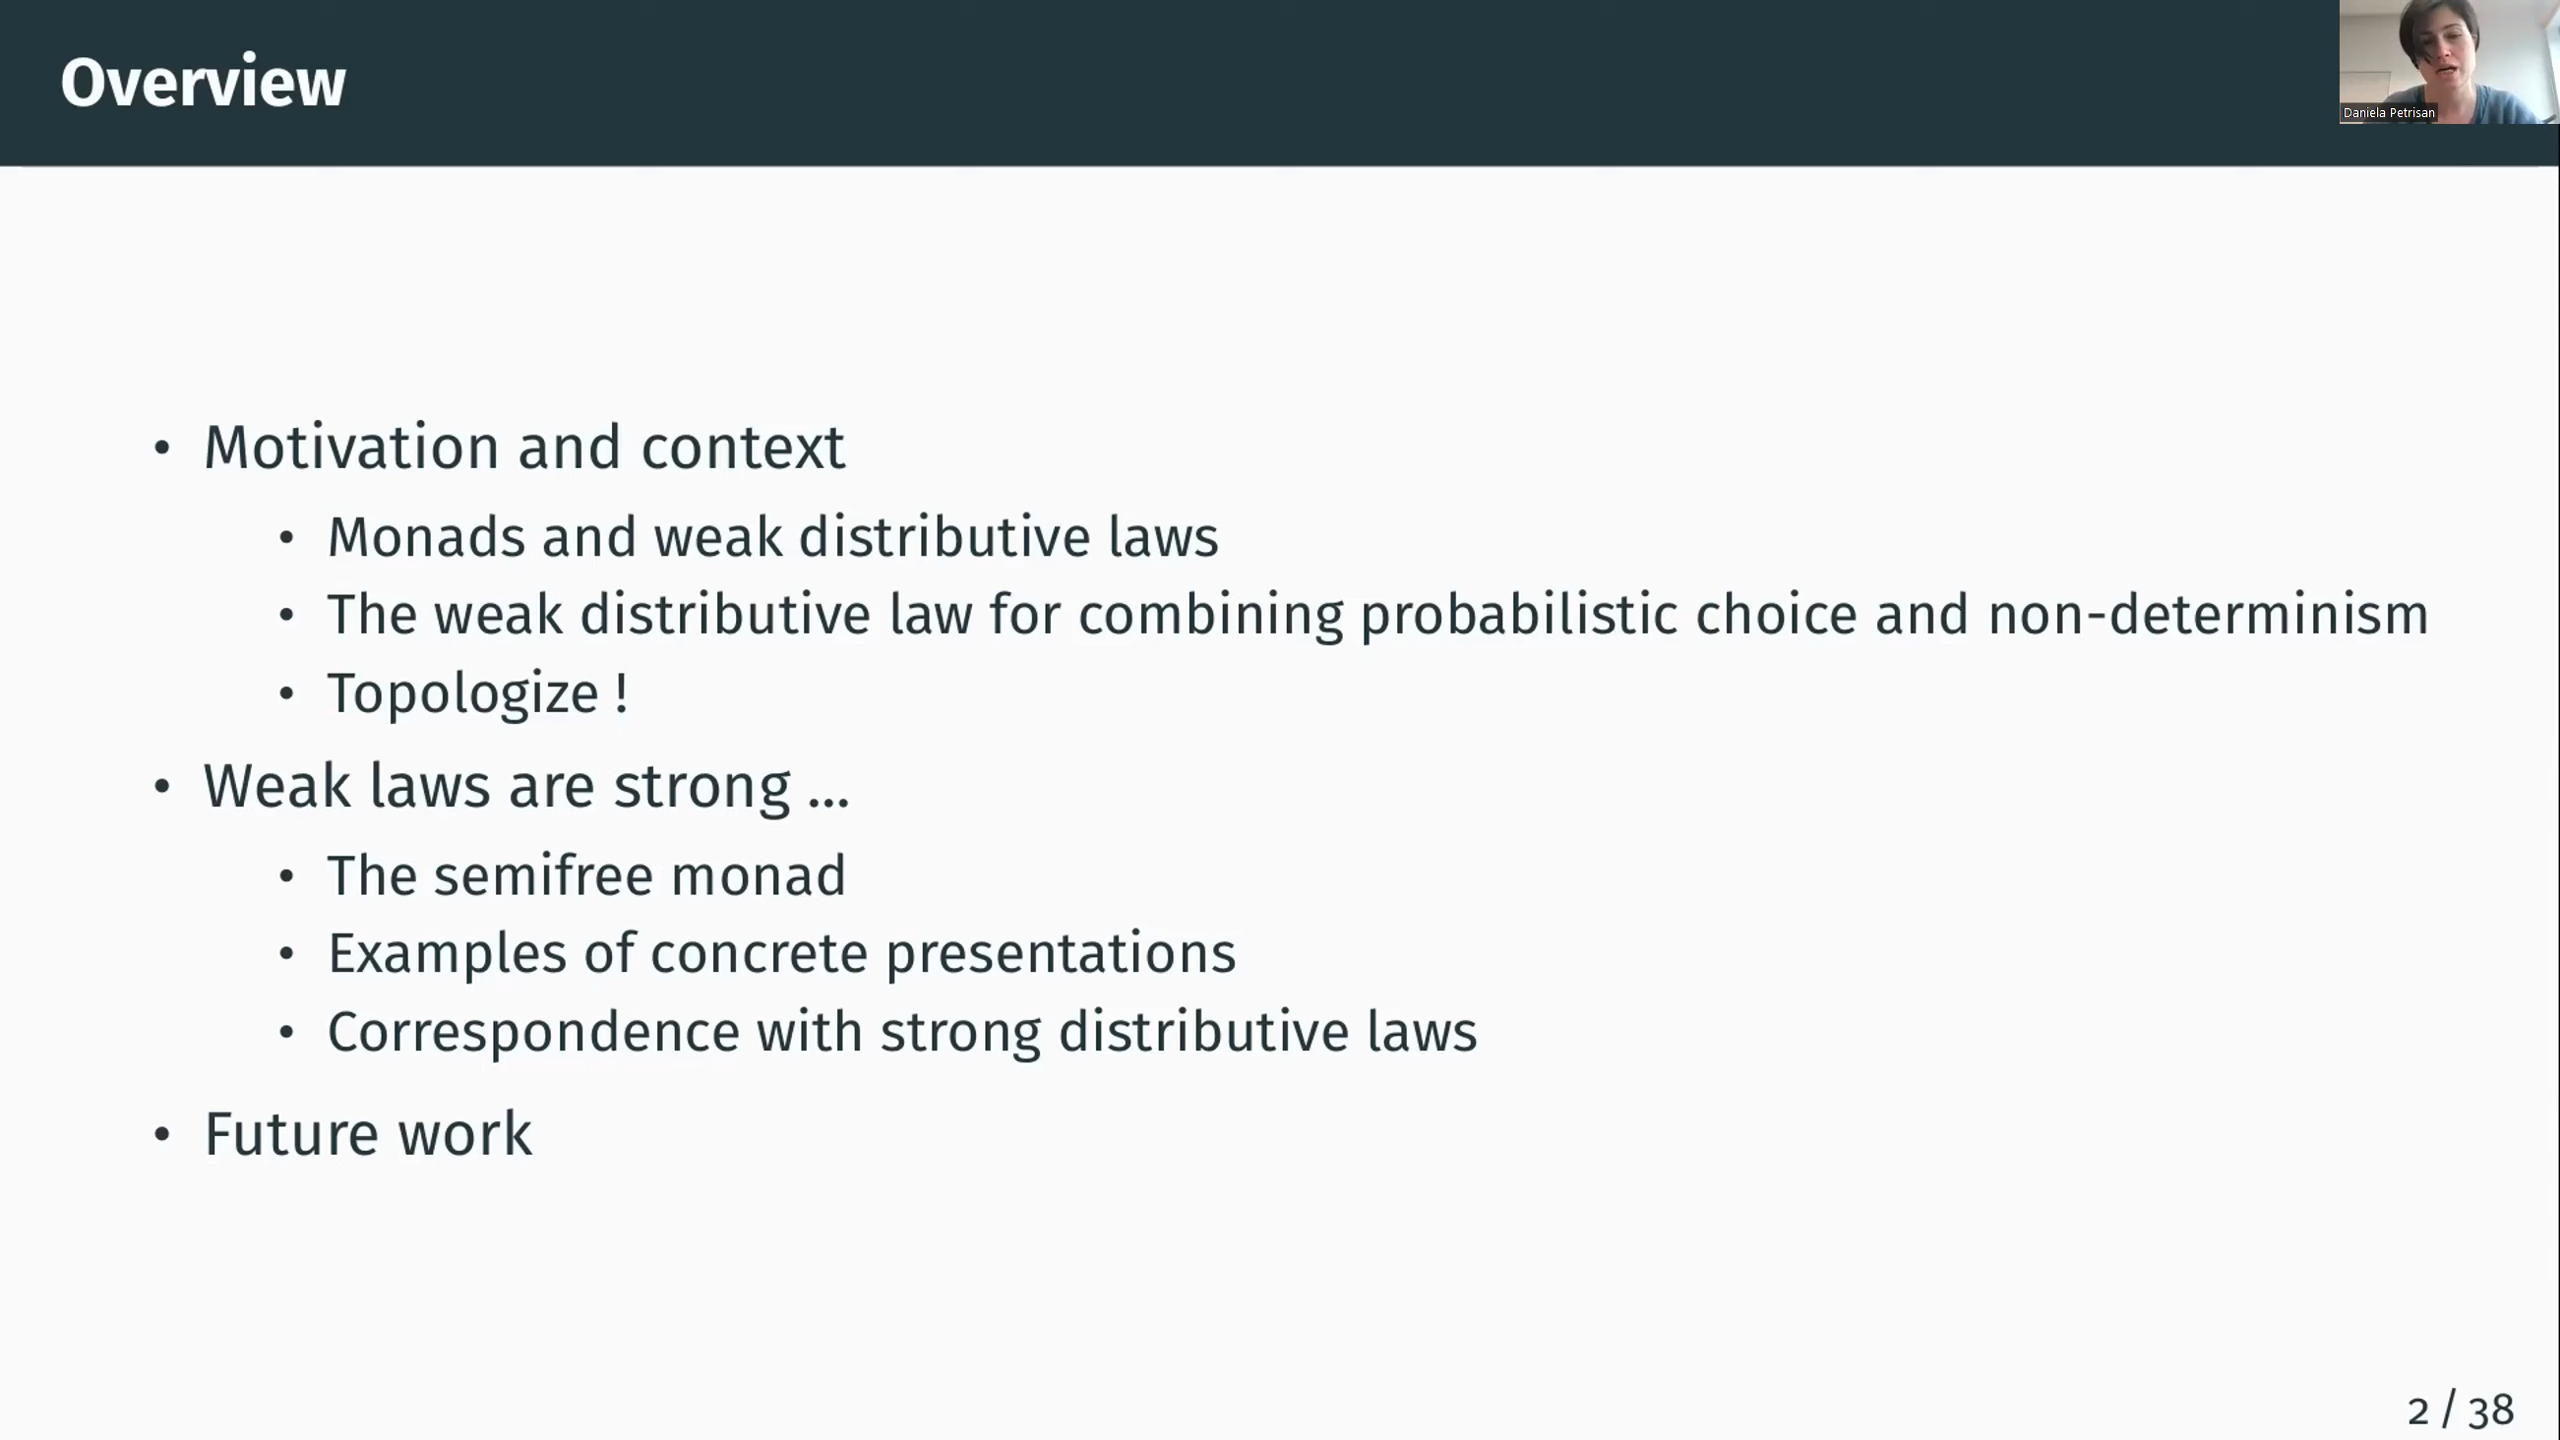 Overview
Daniela Petrisan
• Motivation and context
• Monads and weak distributive laws
• The weak distributive law for combining probabilistic choice and non-determinism
• Topologize !
• Weak laws are strong ...
• The semifree monad
• Examples of concrete presentations
• Correspondence with strong distributive laws
• Future work
2 / 38